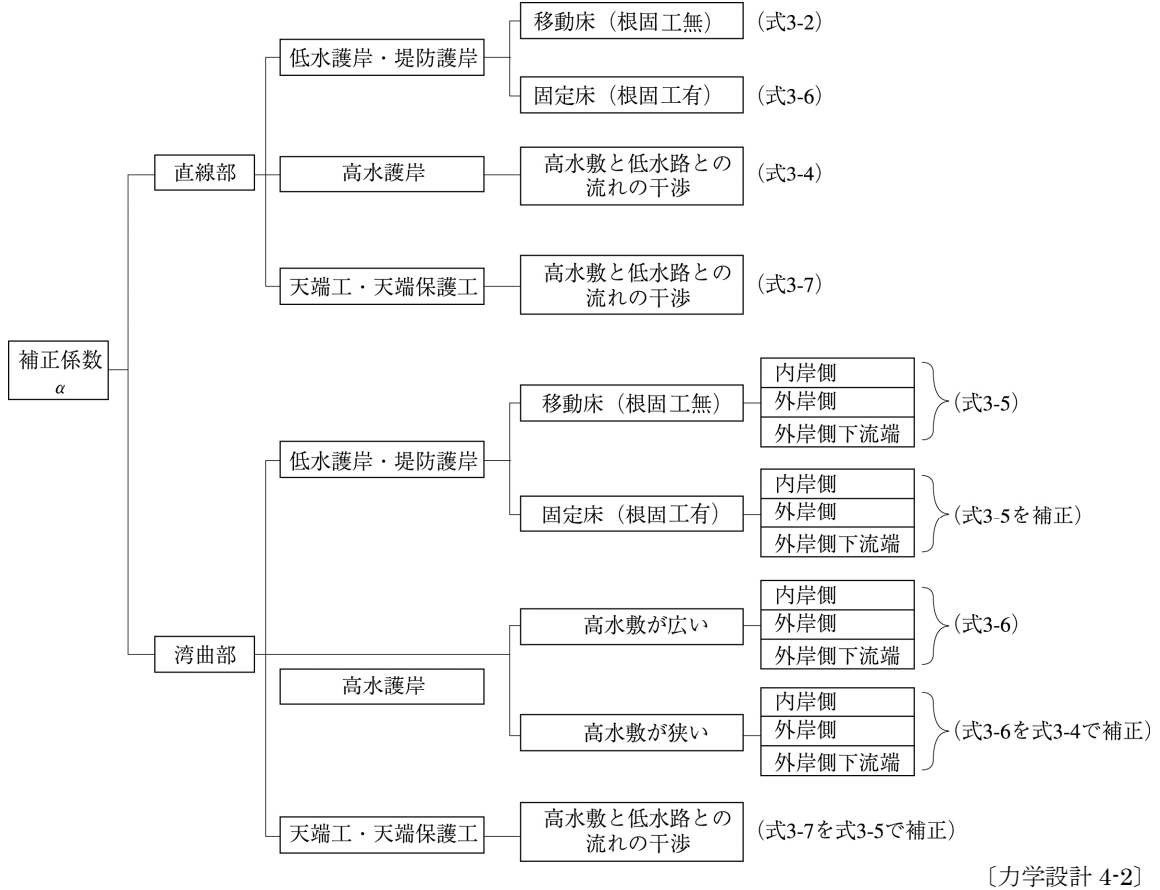 補正係数
α
直線部
低水護岸・堤防護岸
移動床（根固工無）
（式3-2）
固定床（根固工有）
（式3-6）
高水護岸
高水敷と低水路との
流れの干渉
（式3-4）
天端工・天端保護工
高水敷と低水路との
流れの干渉
（式3-7）
湾曲部
低水護岸・堤防護岸
移動床（根固工無）
内岸側
外岸側
外岸側下流端
（式3-5）
固定床（根固工有）
内岸側
外岸側
外岸側下流端
（式3-5を補正）
高水護岸
高水敷が広い
内岸側
外岸側
外岸側下流端
（式3-6）
高水敷が狭い
内岸側
外岸側
外岸側下流端
（式3-6を式3-4で補正）
天端工・天端保護工
高水敷と低水路との
流れの干渉
（式3-7を式3-5で補正）
〔力学設計 4-2〕